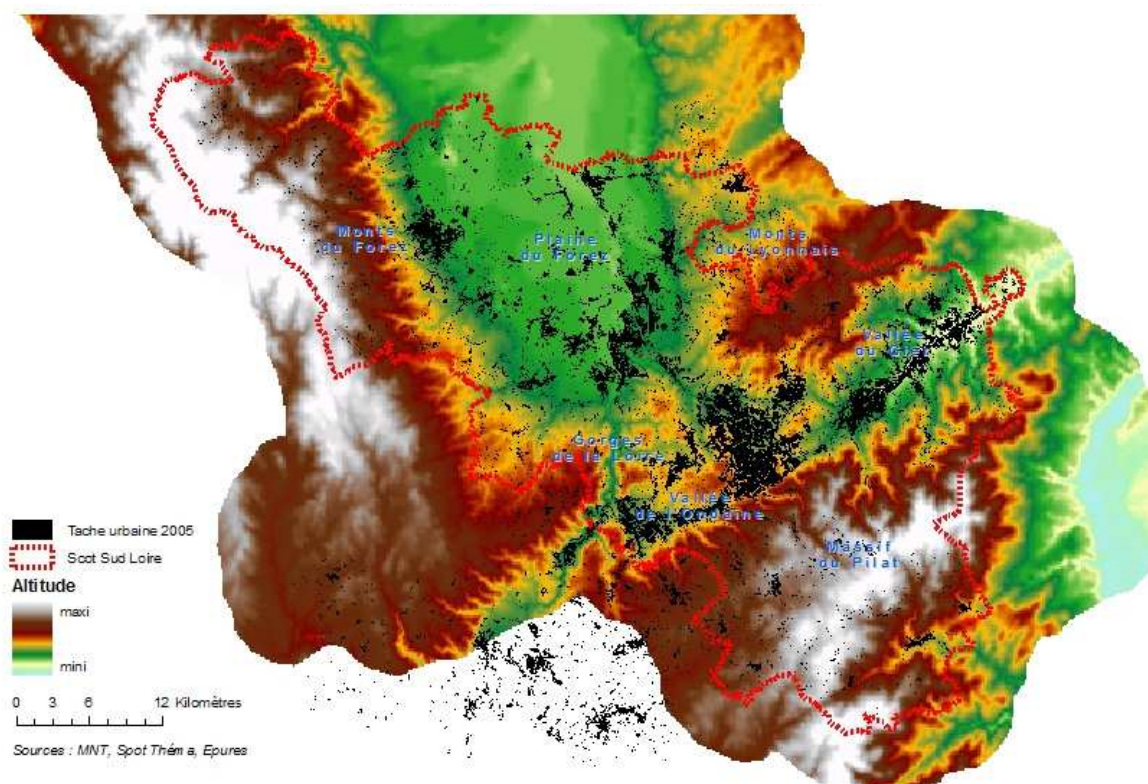 Monts
du Forez
Plaine
du Forez
Monts
du Lyonnais
Vallée
du Gier
Gorges
de la Loire
Vallée
de l'Ondaine
Massif
du Pilat
Tache urbaine 2005
Scot Sud Loire
Altitude
maxi
mini
0 3 6 12 Kilomètres
Sources : MNT, Spot Théma, Epures